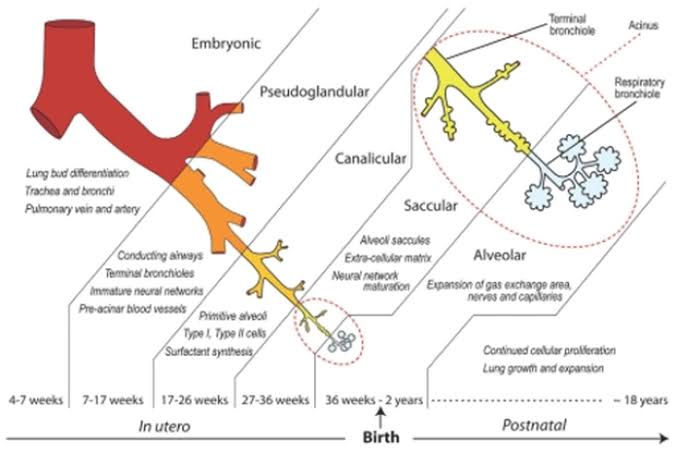 Embryonic
Pseudoglandular
Canalicular
Saccular
Alveolar
Terminal
bronchiole
Acinus
Respiratory
bronchiole
Lung bud differentiation
Trachea and bronchi
Pulmonary vein and artery
Conducting airways
Terminal bronchioles
Immature neural networks
Pre-acinar blood vessels
Primitive alveoli
Type I, Type II cells
Surfactant synthesis
Alveoli saccules
Extra-cellular matrix
Neural network
maturation
Expansion of gas exchange area,
nerves and capillaries
Continued cellular proliferation
Lung growth and expansion
4-7 weeks
7-17 weeks
17-26 weeks
27-36 weeks
36 weeks - 2 years
~ 18 years
In utero
Birth
Postnatal